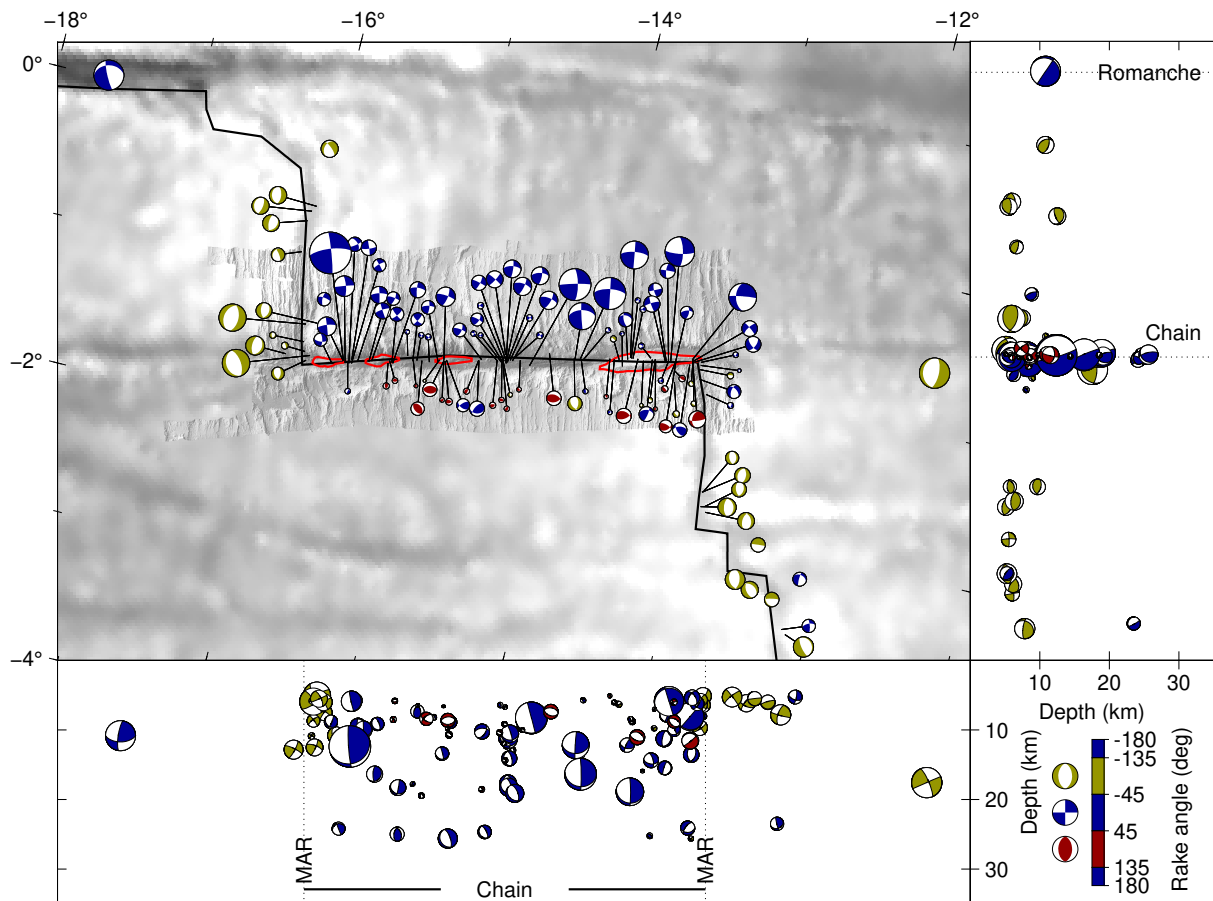 −18° −16° −14° −12°
0°
Romanche
Chain
−2°
−4°
10 20 30
Depth (km)
10
20
30
Depth (km)
-180
-135
-45
45
135
180
Rake angle (deg)
MAR
MAR
Chain